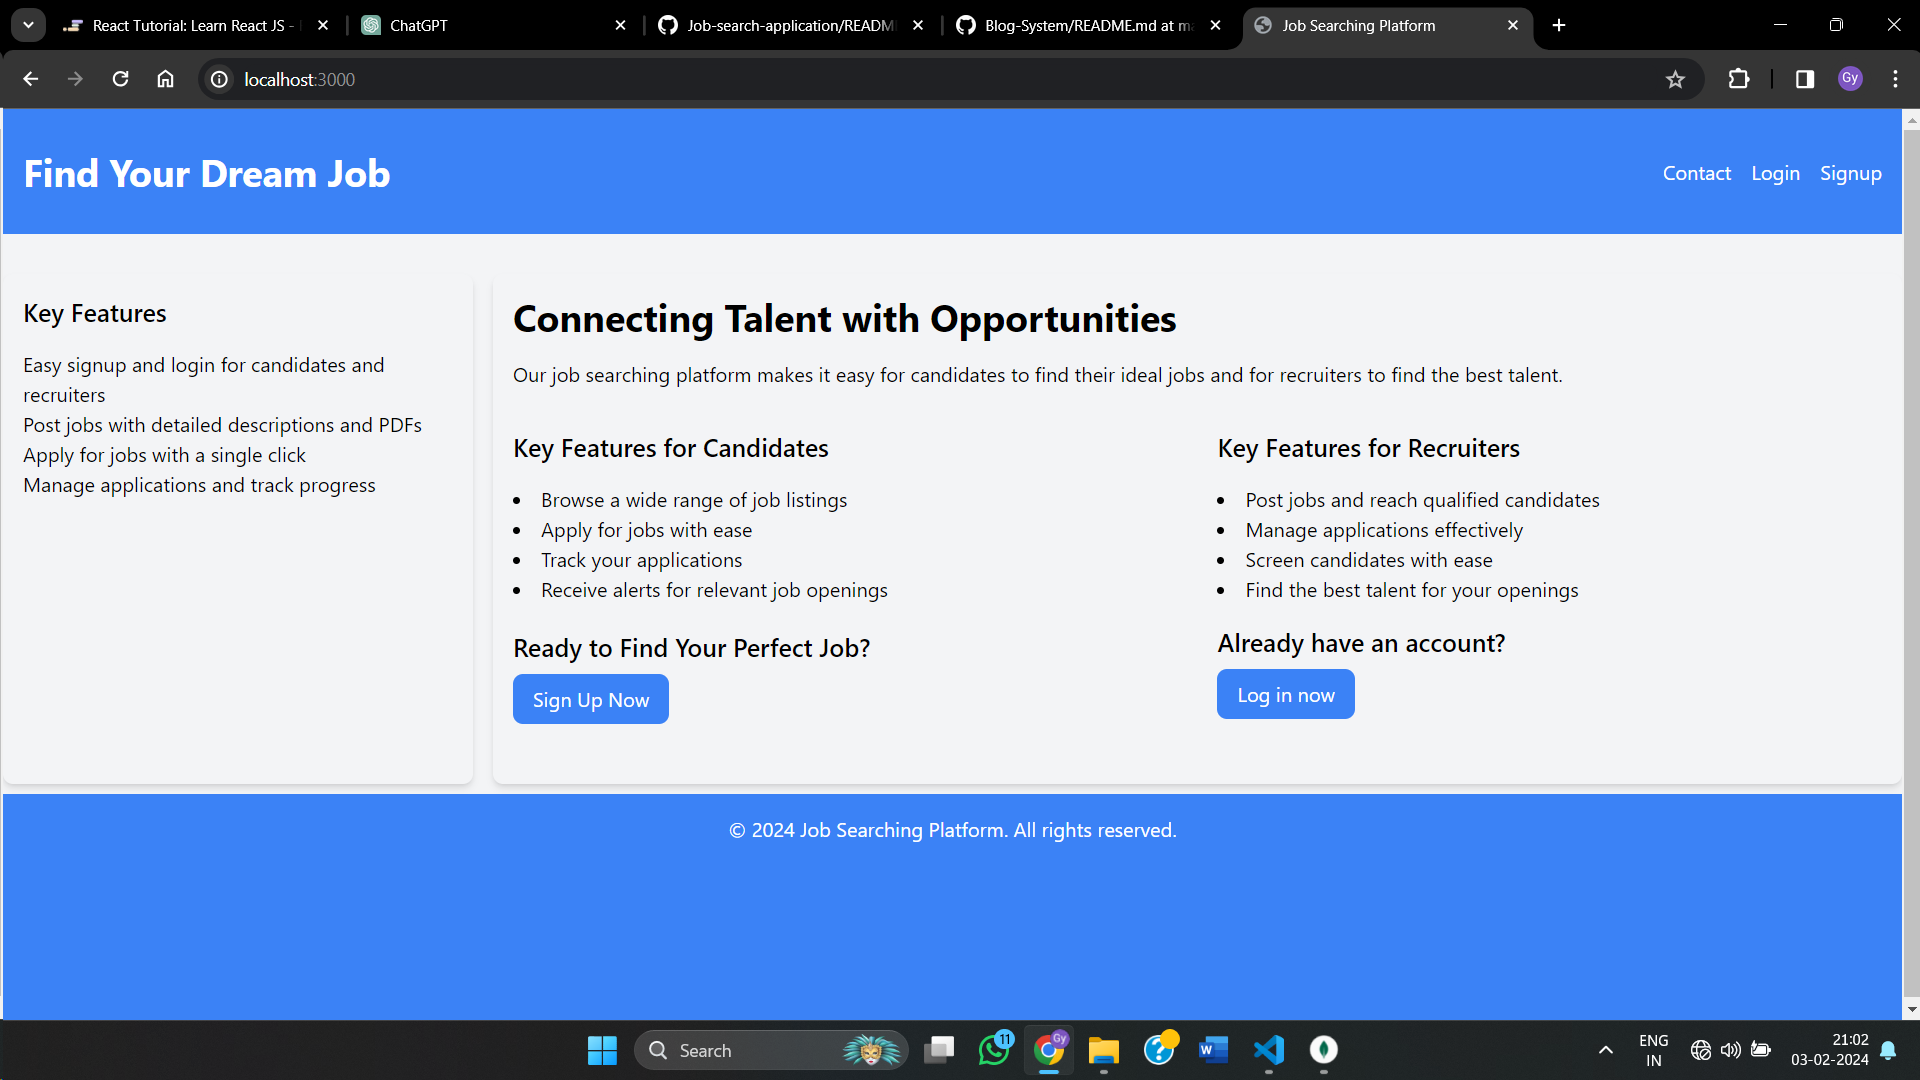 React Tutorial: Learn React JS -
ChatGPT
Job-search-application/READM
Blog-System/README.md at ma
Job Searching Platform
localhost:3000
Gy
Find Your Dream Job
Contact Login Signup
Key Features
Easy signup and login for candidates and
recruiters
Post jobs with detailed descriptions and PDFs
Apply for jobs with a single click
Manage applications and track progress
Connecting Talent with Opportunities
Our job searching platform makes it easy for candidates to find their ideal jobs and for recruiters to find the best talent.
Key Features for Candidates
Browse a wide range of job listings
Apply for jobs with ease
Track your applications
Receive alerts for relevant job openings
Ready to Find Your Perfect Job?
Sign Up Now
Key Features for Recruiters
Post jobs and reach qualified candidates
Manage applications effectively
Screen candidates with ease
Find the best talent for your openings
Already have an account?
Log in now
© 2024 Job Searching Platform. All rights reserved.
Search
11
Gy
ENG
IN
21:02
03-02-2024